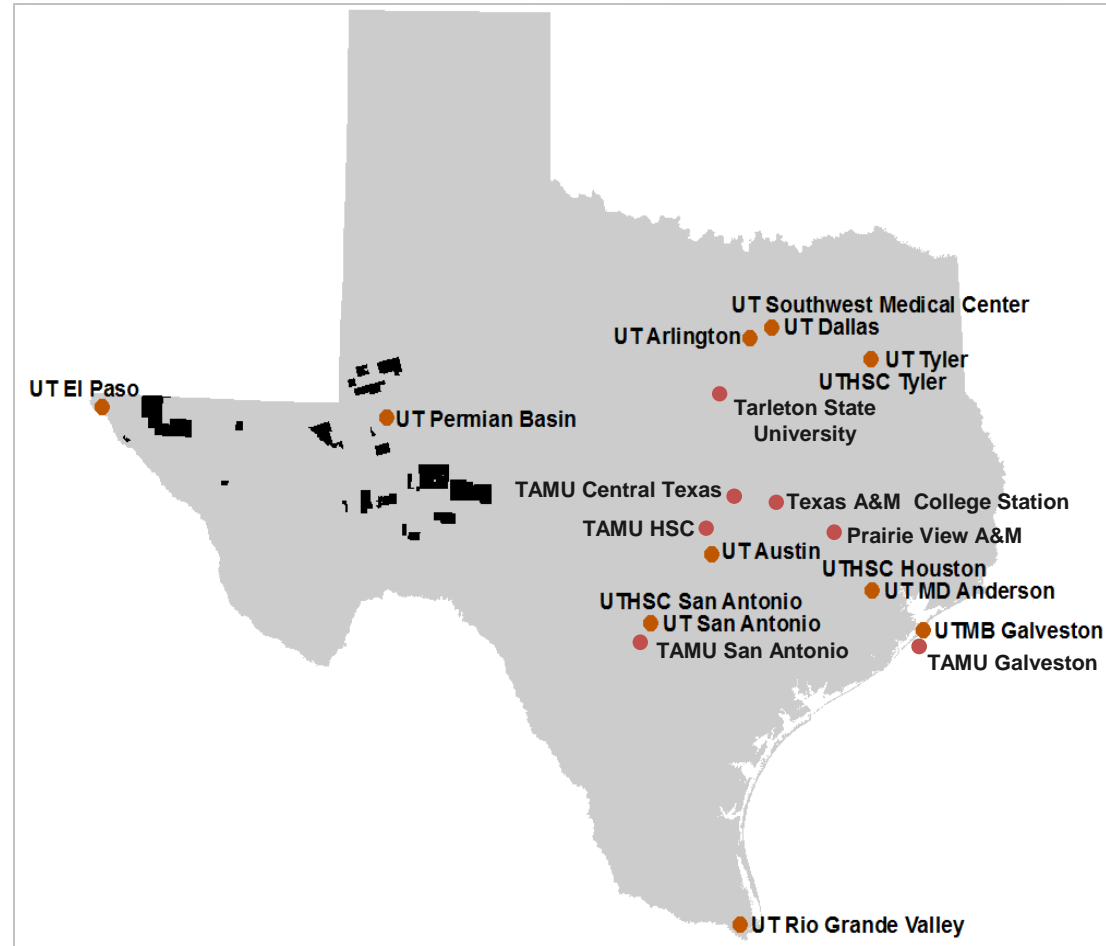 UT Southwest Medical Center
UT Dallas
UT Arlington
UT Tyler
UTHSC Tyler
UT El Paso
Tarleton State
University
UT Permian Basin
TAMU Central Texas
Texas A&M College Station
TAMU HSC
Prairie View A&M
UT Austin
UTHSC Houston
UT MD Anderson
UTHSC San Antonio
UT San Antonio
UTMB Galveston
TAMU San Antonio
TAMU Galveston
UT Rio Grande Valley